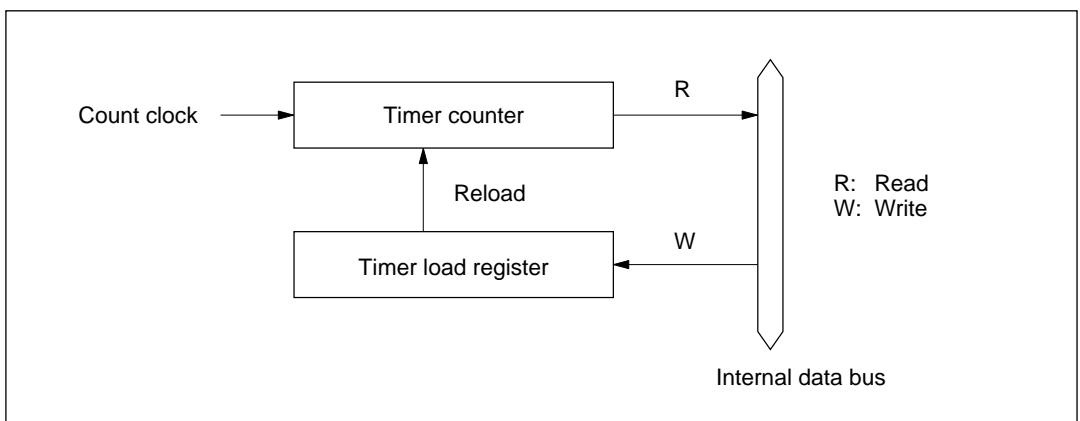 Count clock
Timer counter
R
Reload
R: Read
W: Write
Timer load register
W
Internal data bus